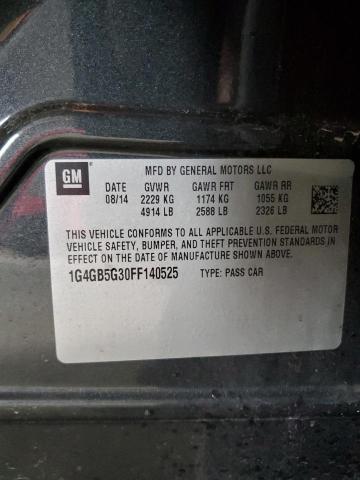 GM
MFD BY GENERAL MOTORS LLC
DATE GVWR GAWR FRT GAWR RR
08/14 2229 KG 1174 KG 1055 KG
4914 LB 2588 LB 2326 LB
THIS VEHICLE CONFORMS TO ALL APPLICABLE U.S. FEDERAL MOTOR
VEHICLE SAFETY, BUMPER, AND THEFT PREVENTION STANDARDS IN
EFFECT ON THE DATE OF MANUFACTURE SHOWN ABOVE.
1G4GB5G30FF140525 TYPE: PASS CAR